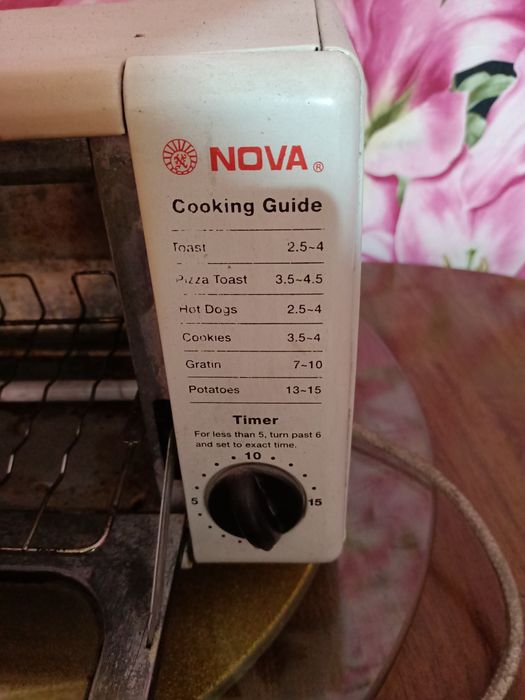 NOVA®
Cooking Guide
Toast 2.5~4
Pizza Toast 3.5~4.5
Hot Dogs 2.5~4
Cookies 3.5~4
Gratin 7~10
Potatoes 13~15
Timer
For less than 5, turn past 6
and set to exact time.
10
5 15